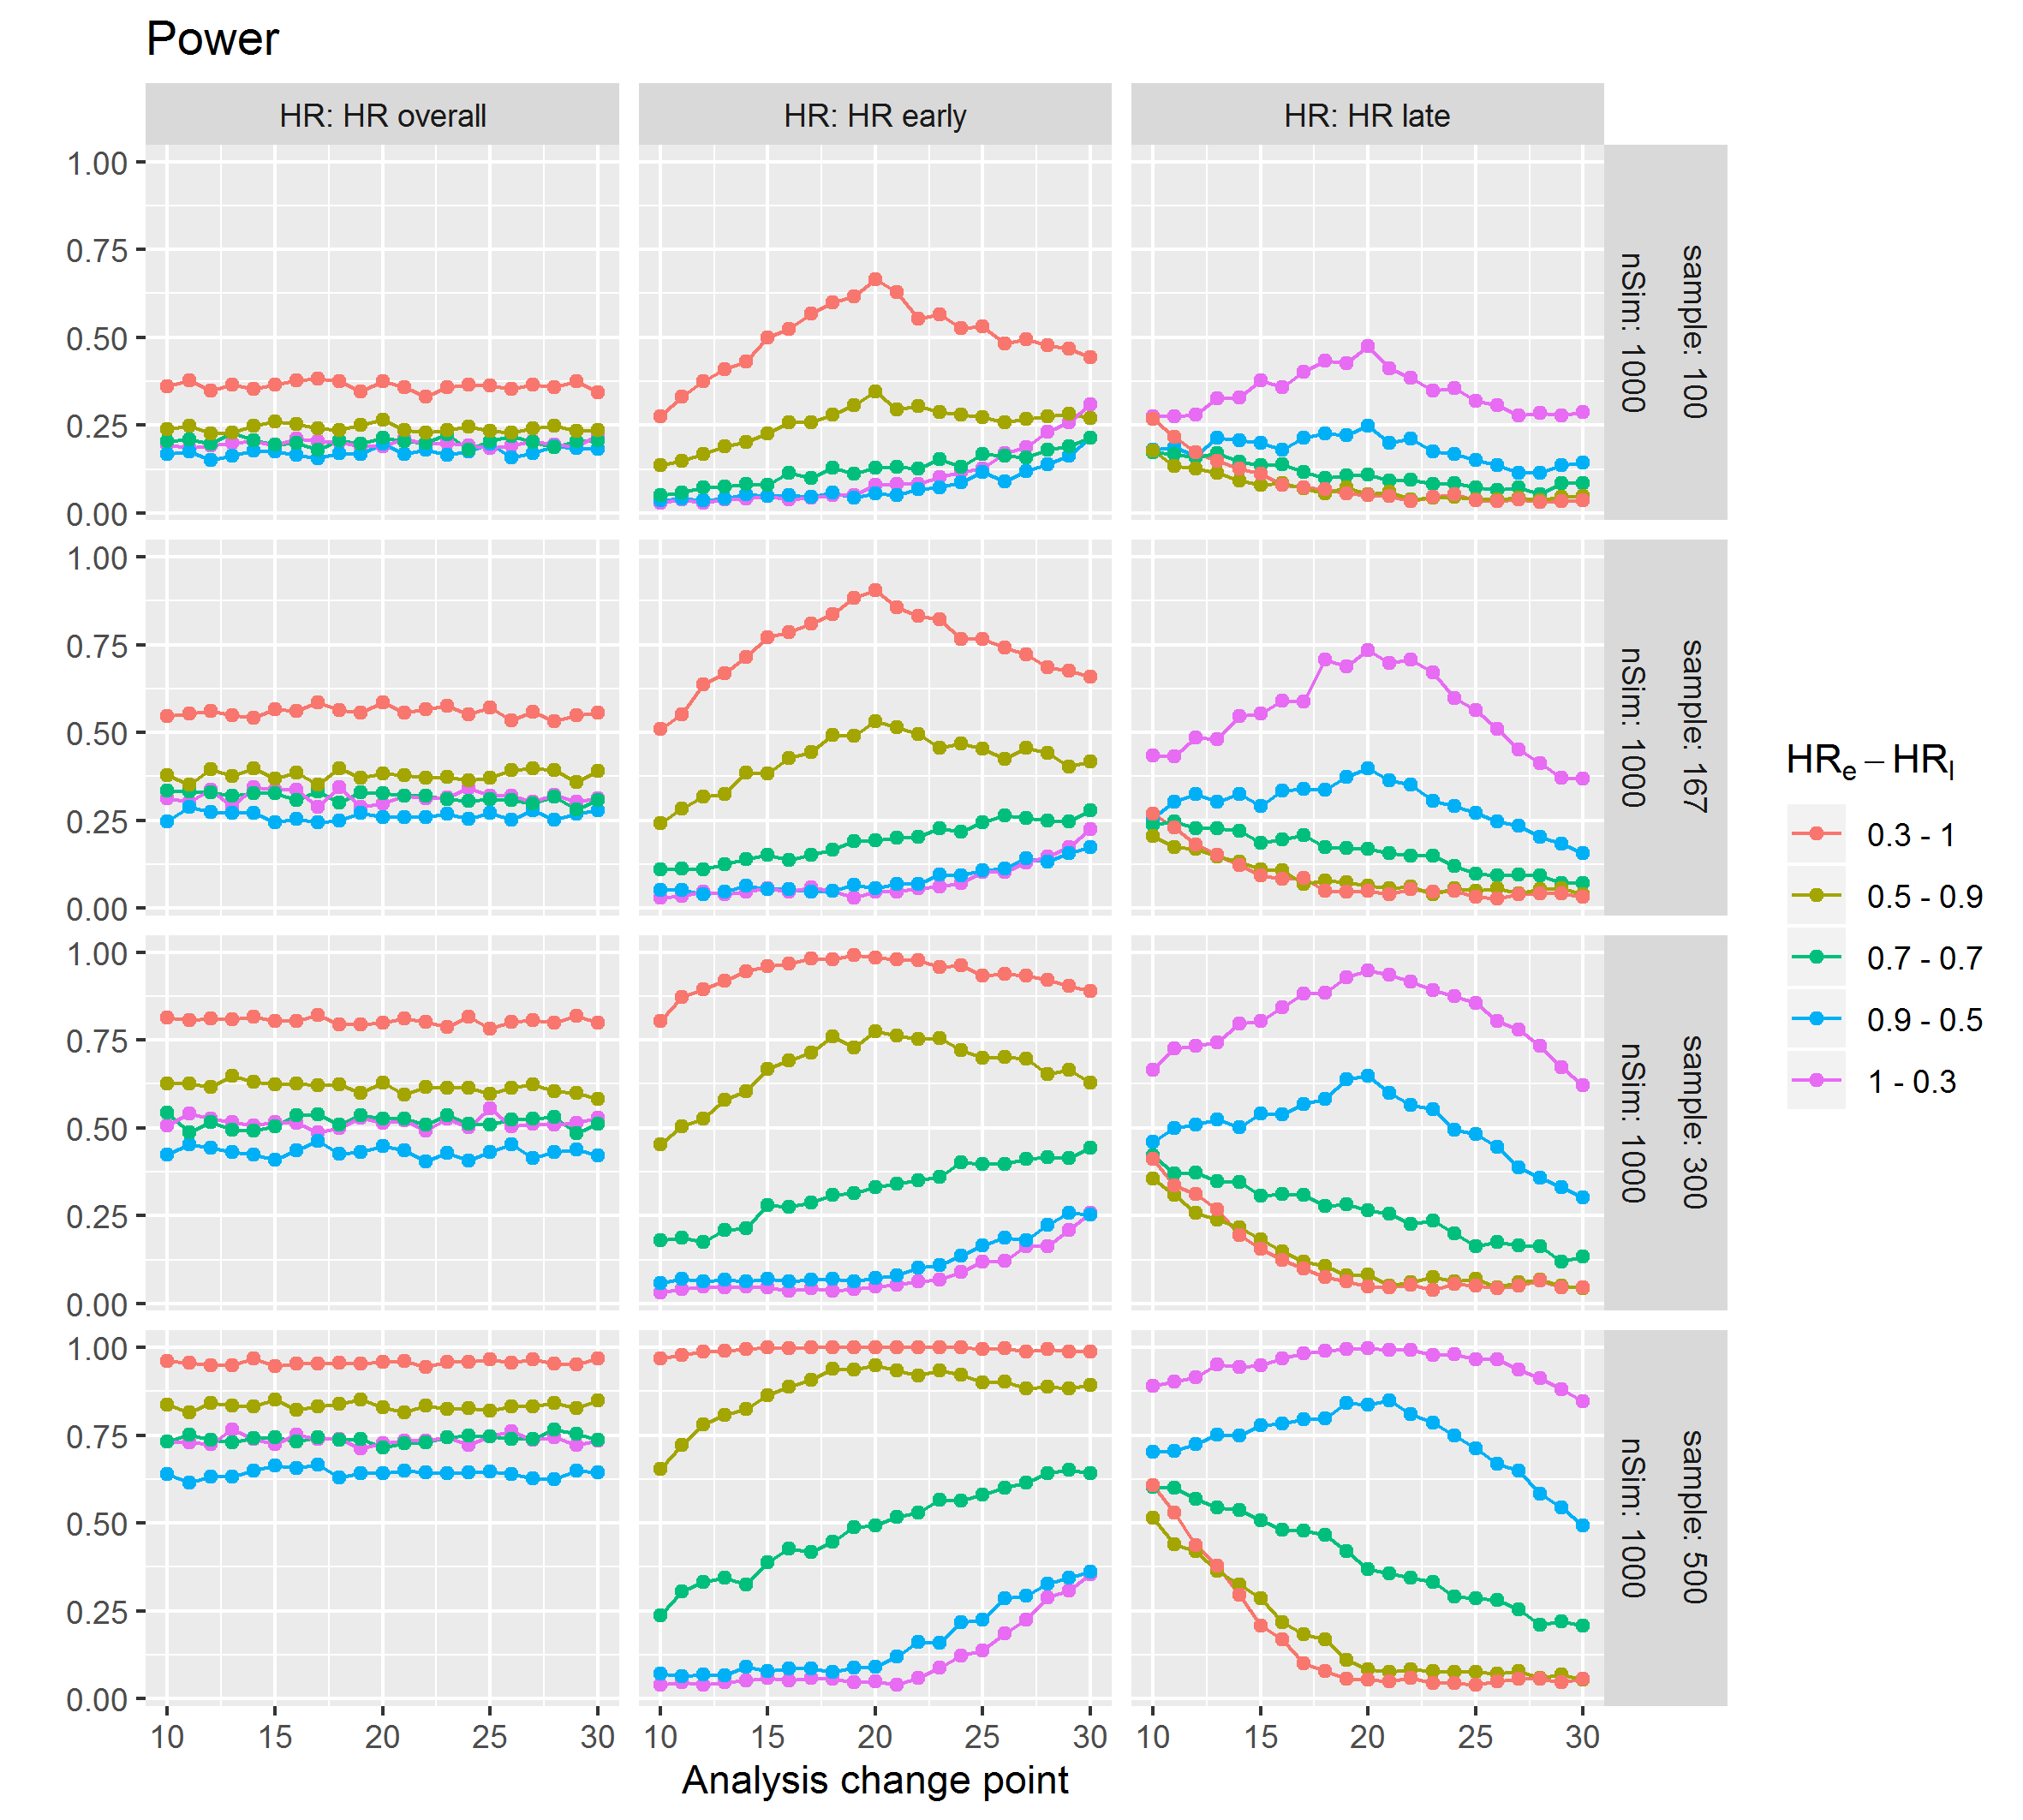 Power
HR: HR overall
HR: HR early
HR: HR late
1.00
0.75
0.50
0.25
0.00
sample: 100
nSim: 1000
1.00
0.75
0.50
0.25
0.00
sample: 167
nSim: 1000
1.00
0.75
0.50
0.25
0.00
sample: 300
nSim: 1000
1.00
0.75
0.50
0.25
0.00
sample: 500
nSim: 1000
10 15 20 25 30
10 15 20 25 30
10 15 20 25 30
Analysis change point
HRe – HRl
0.3 - 1
0.5 - 0.9
0.7 - 0.7
0.9 - 0.5
1 - 0.3